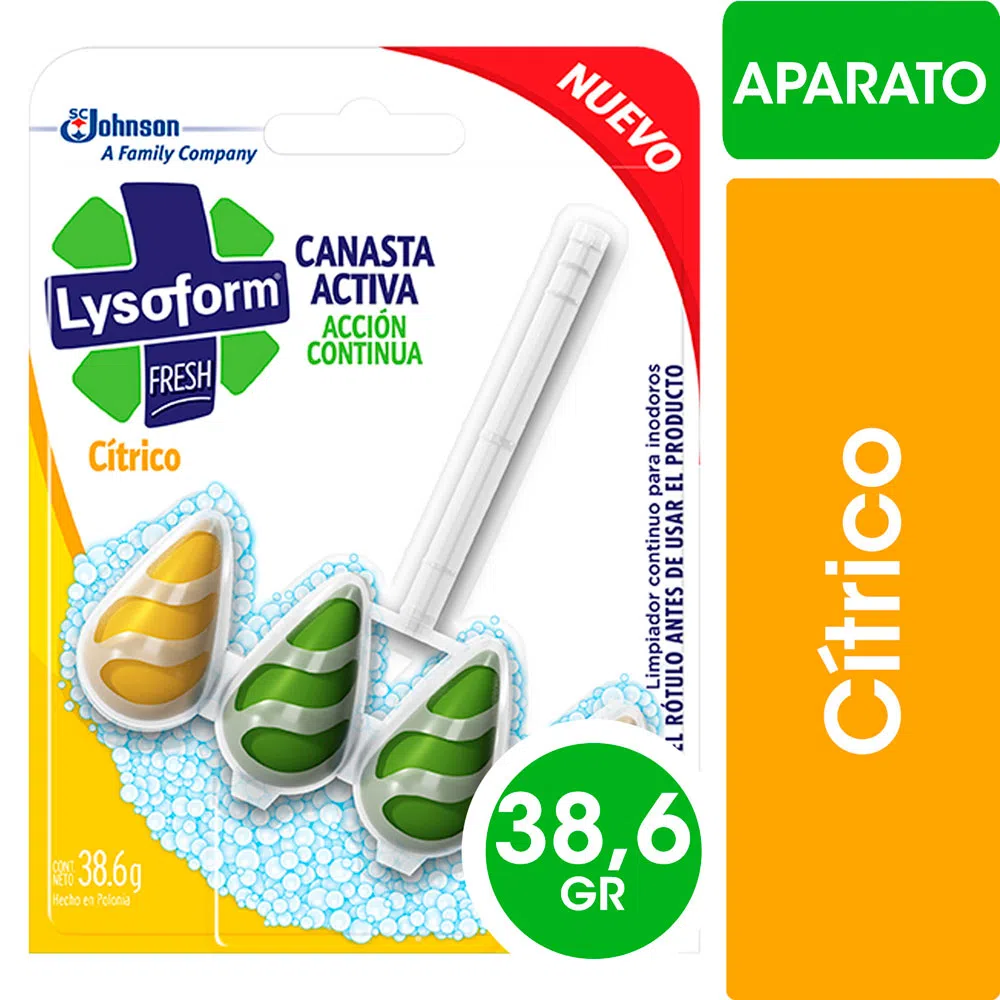 SC Johnson
A Family Company
NUEVO
Lysoform
FRESH
CANASTA
ACTIVA
ACCIÓN
CONTINUA
Cítrico
Limpiador continuo para inodoros
EL RÓTULO ANTES DE USAR EL PRODUCTO
CONT.
NETO 38.6g
Hecho en Polonia
38,6
GR
APARATO
Cítrico